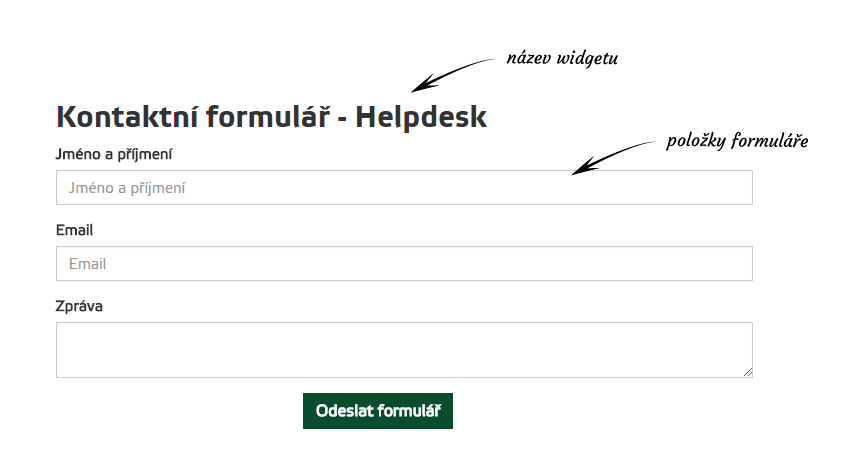 název widgetu
Kontaktní formulář - Helpdesk
položky formuláře
Jméno a příjmení
Jméno a příjmení
Email
Email
Zpráva
Odeslat formulář